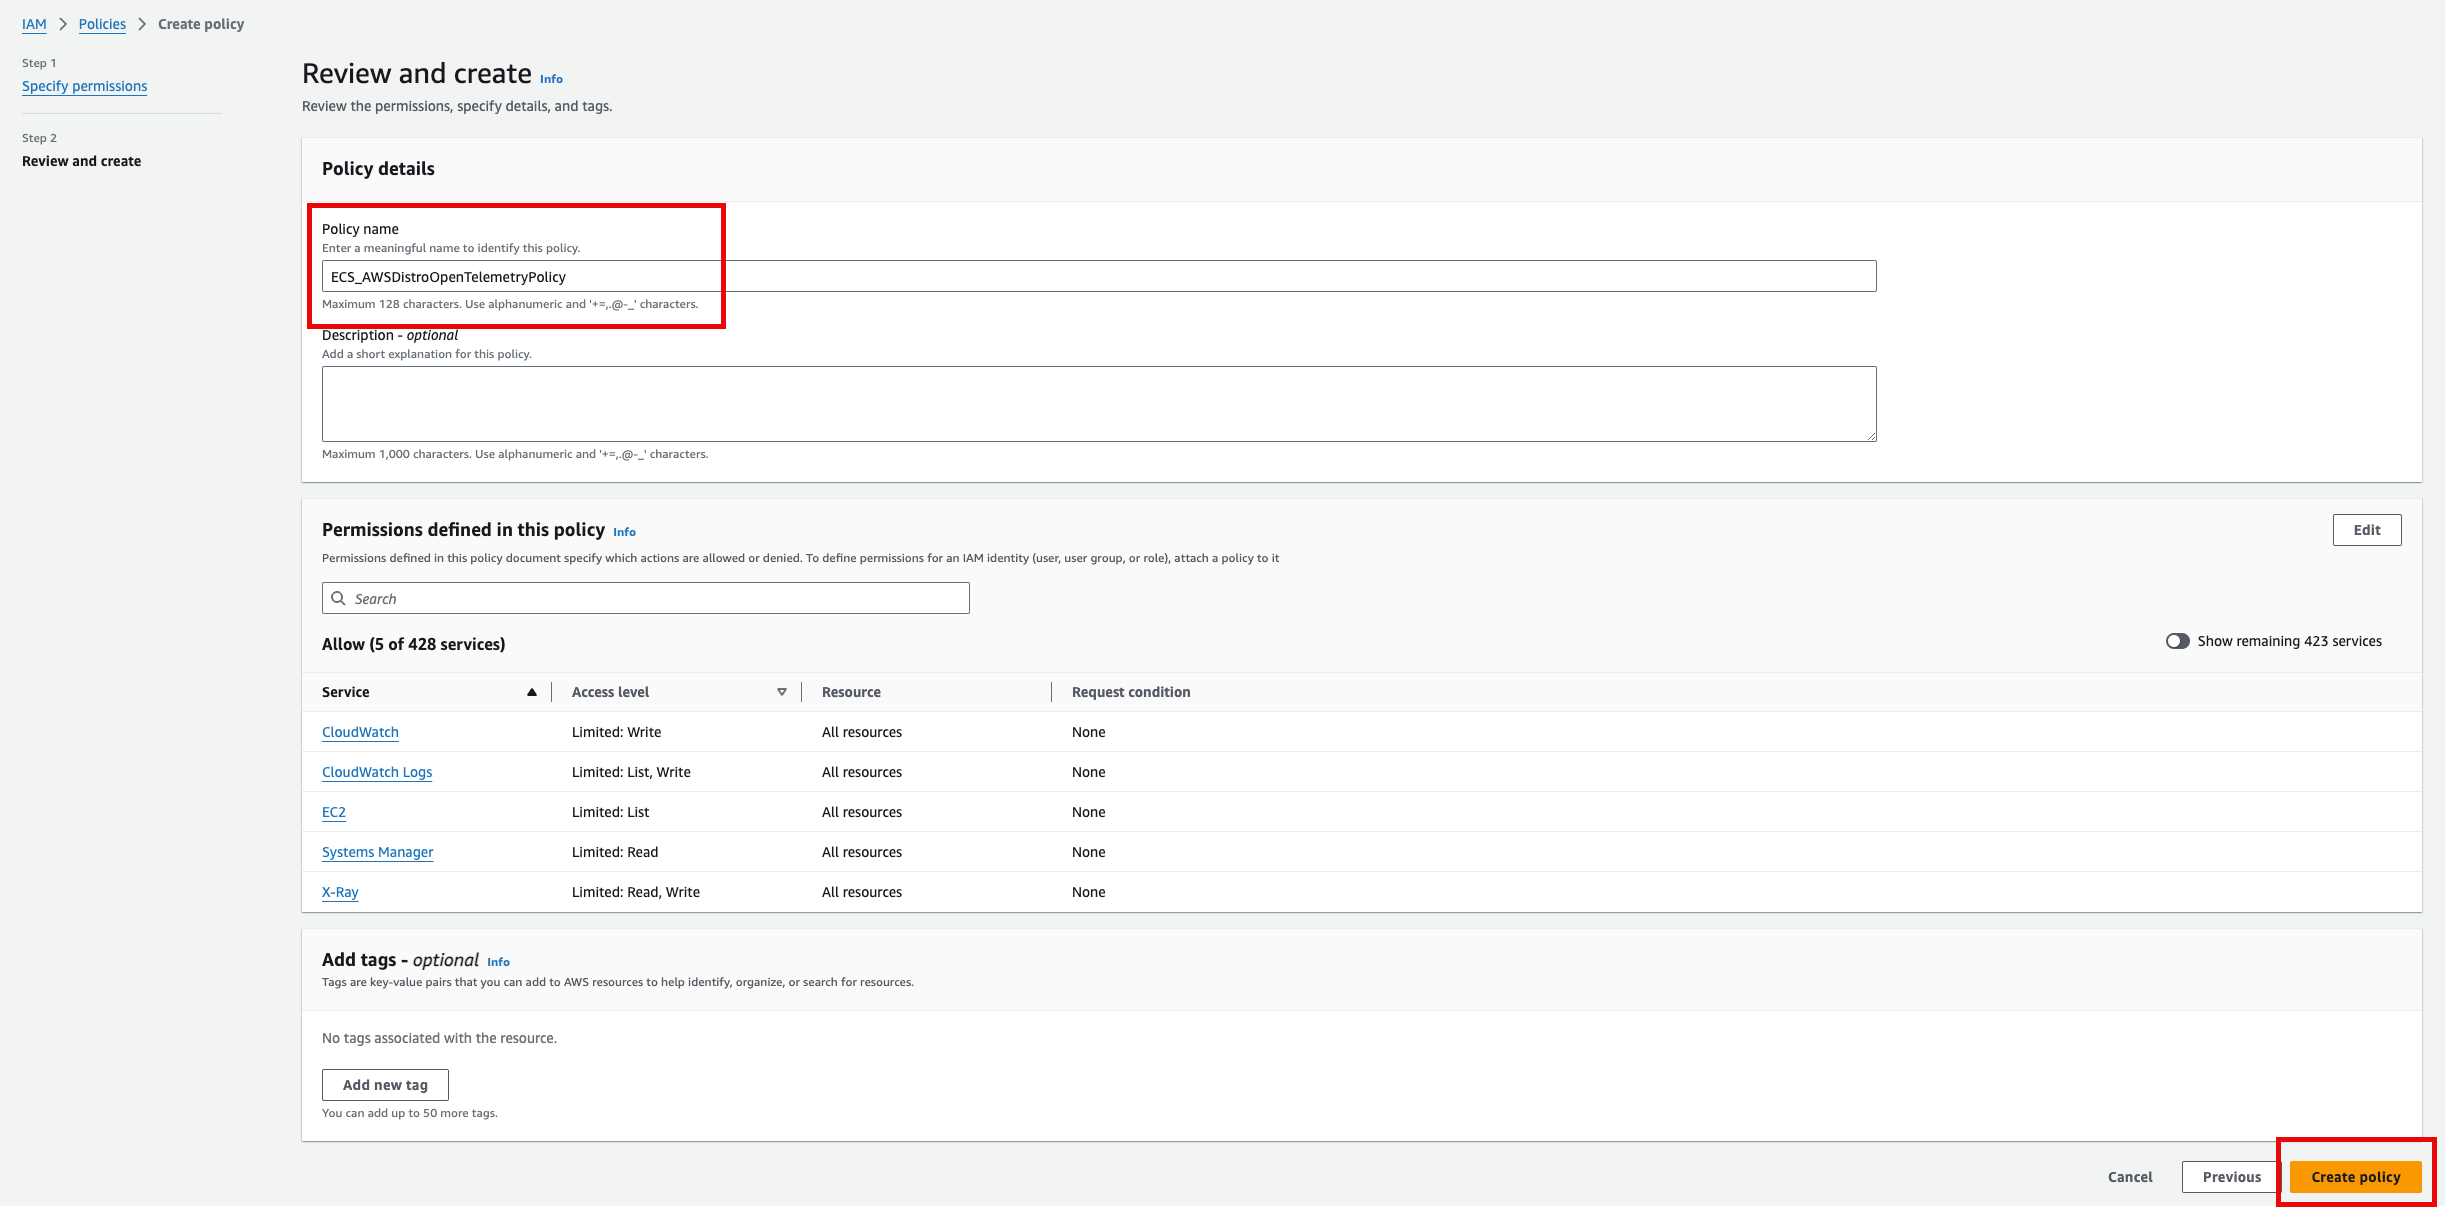 IAM > Policies > Create policy
Step 1
Specify permissions
Step 2
Review and create
Review and create Info
Review the permissions, specify details, and tags.
Policy details
Policy name
Enter a meaningful name to identify this policy.
ECS_AWSDistroOpenTelemetryPolicy
Maximum 128 characters. Use alphanumeric and '+=,.@-_' characters.
Description - optional
Add a short explanation for this policy.
Maximum 1,000 characters. Use alphanumeric and '+=,.@-_' characters.
Permissions defined in this policy Info
Edit
Permissions defined in this policy document specify which actions are allowed or denied. To define permissions for an IAM identity (user, user group, or role), attach a policy to it
Search
Allow (5 of 428 services)
Show remaining 423 services
Service Access level Resource Request condition
CloudWatch Limited: Write All resources None
CloudWatch Logs Limited: List, Write All resources None
EC2 Limited: List All resources None
Systems Manager Limited: Read All resources None
X-Ray Limited: Read, Write All resources None
Add tags - optional Info
Tags are key-value pairs that you can add to AWS resources to help identify, organize, or search for resources.
No tags associated with the resource.
Add new tag
You can add up to 50 more tags.
Cancel Previous Create policy